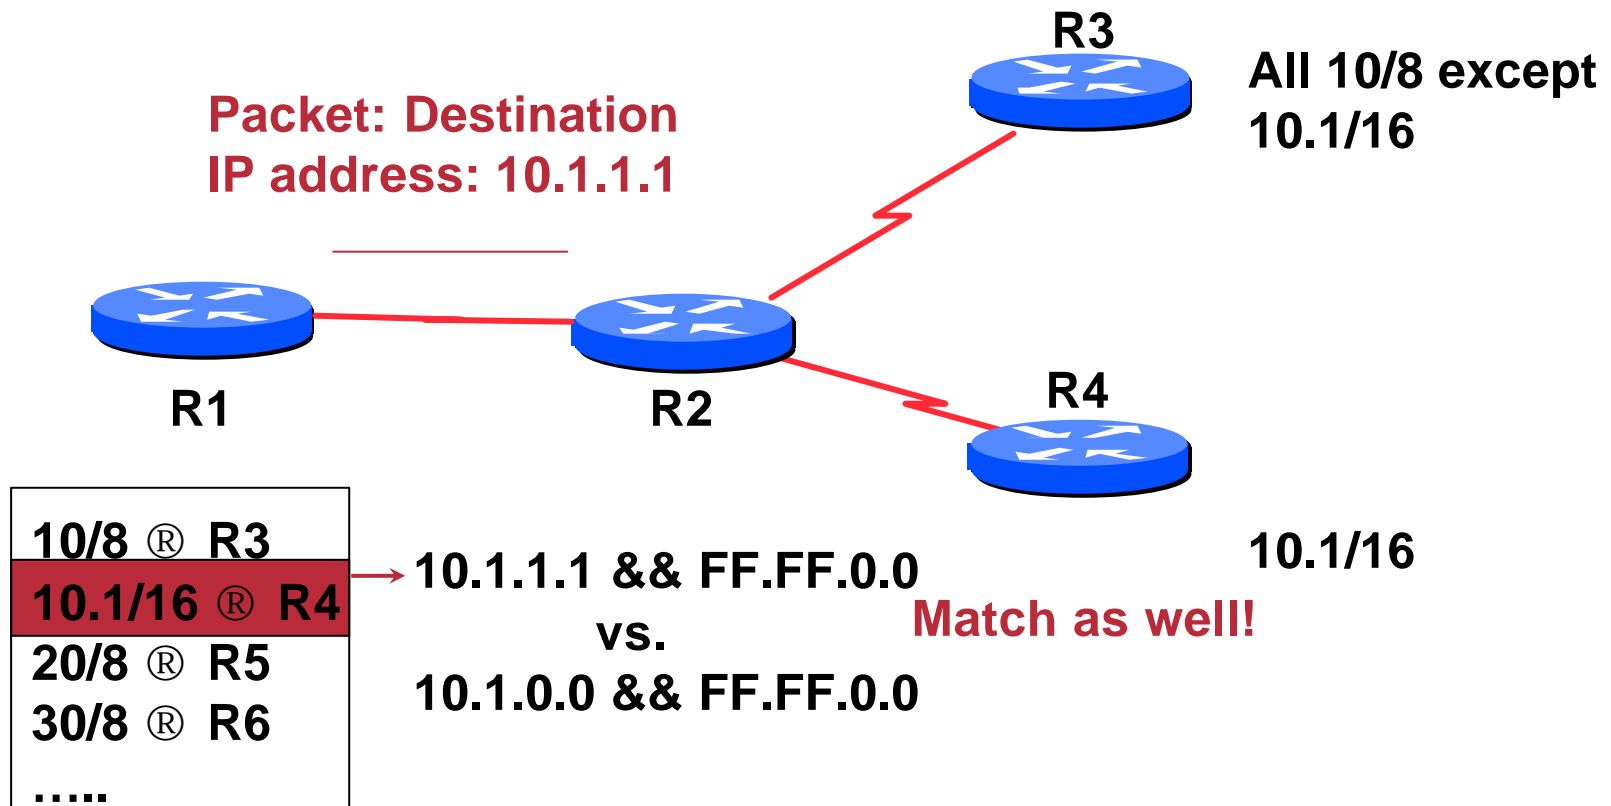 R3
All 10/8 except
10.1/16
Packet: Destination
IP address: 10.1.1.1
R1
R2
R4
10/8 ® R3
10.1/16 ® R4
20/8 ® R5
30/8 ® R6
…..
10.1.1.1 && FF.FF.0.0
vs.
10.1.0.0 && FF.FF.0.0
Match as well!
10.1/16